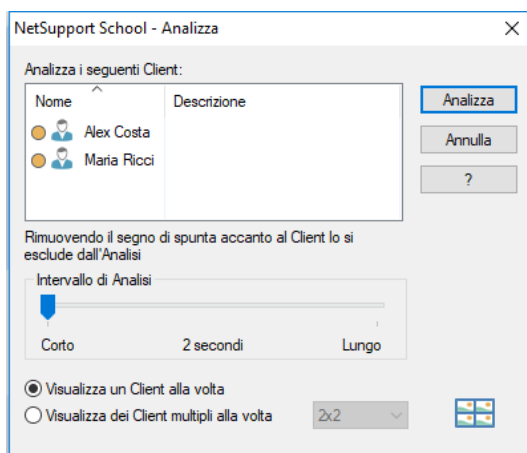 NetSupport School - Analizza
Analizza i seguenti Client:
Nome Descrizione
Alex Costa
Maria Ricci
Analizza
Annulla
?
Rimuovendo il segno di spunta accanto al Client lo si
esclude dall'Analisi
Intervallo di Analisi
Corto 2 secondi Lungo
Visualizza un Client alla volta
Visualizza dei Client multipli alla volta 2x2